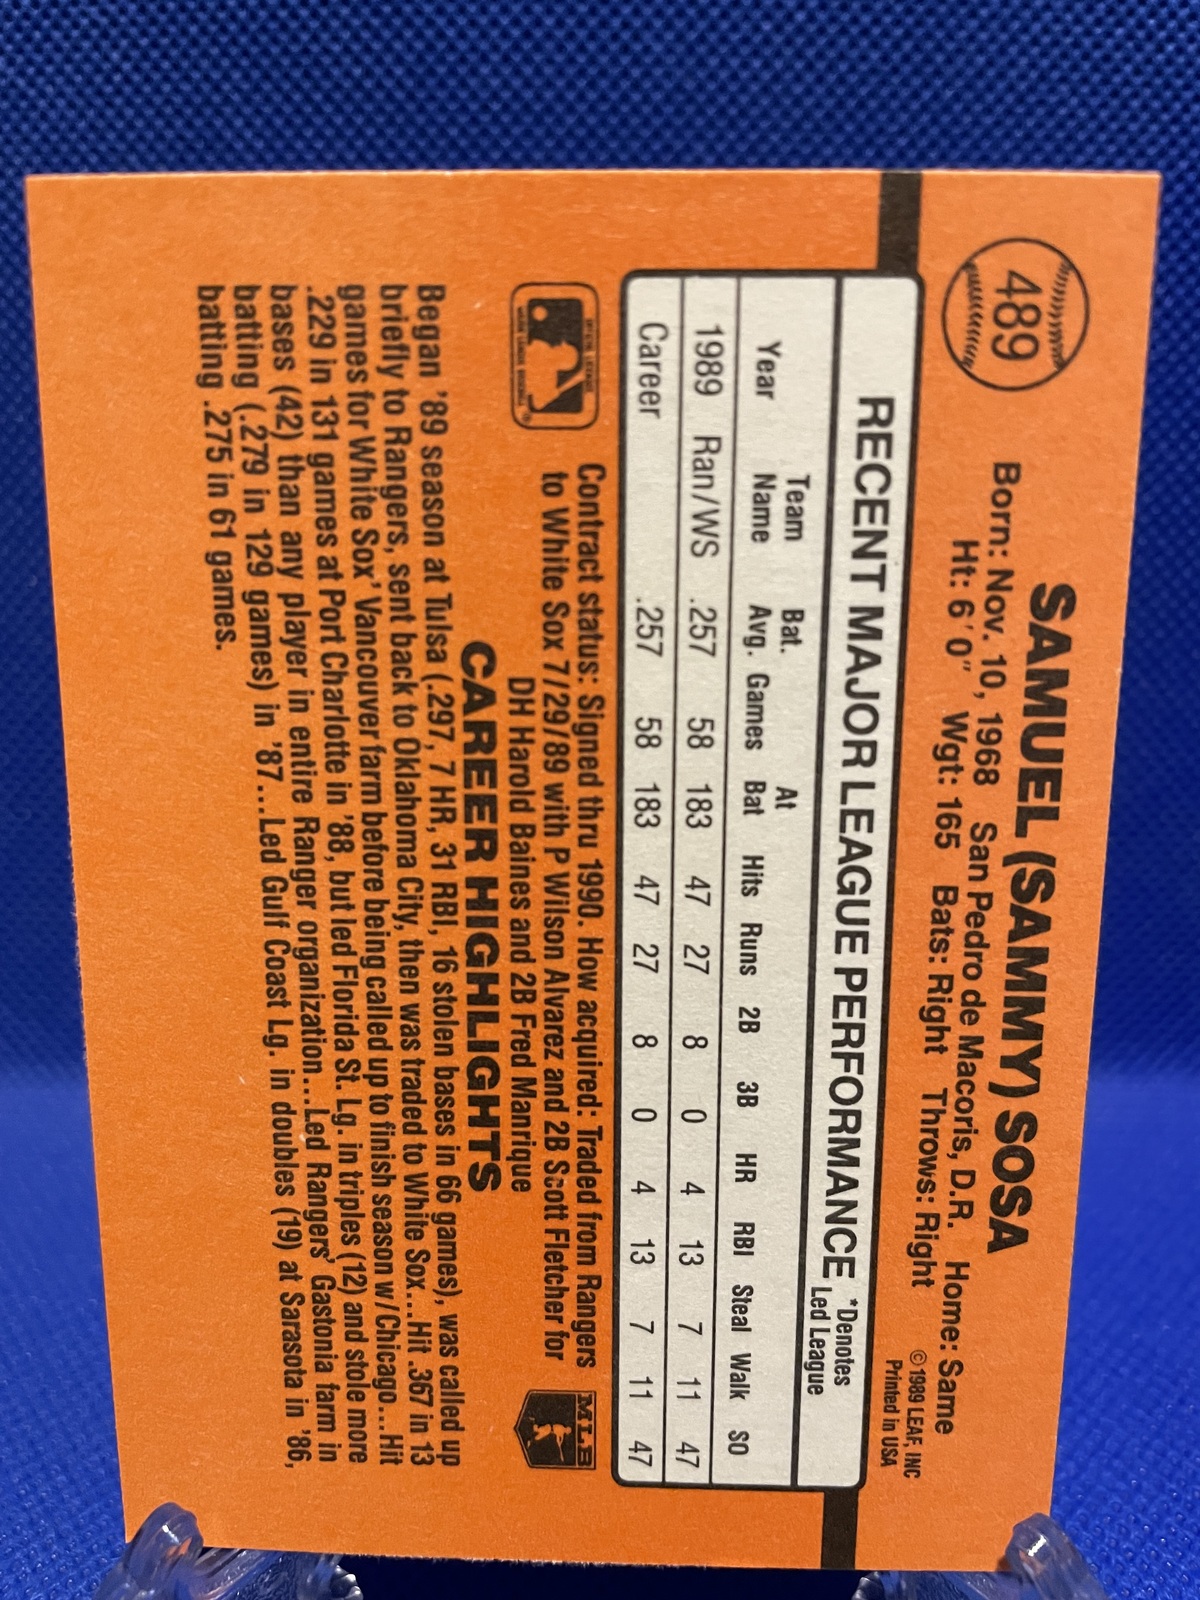 489
SAMUEL (SAMMY) SOSA
Born: Nov. 10, 1968 San Pedro de Macoris, D.R. Home: Same
Ht: 6'0" Wgt: 165 Bats: Right Throws: Right
©1989 LEAF, INC
Printed in USA
RECENT MAJOR LEAGUE PERFORMANCE
*Denotes
Led League
Year Team Name Bat. Avg. Games At Bat Hits Runs 2B 3B HR RBI Steal Walk SO
1989 Ran/WS .257 58 183 47 27 8 0 4 13 7 11 47
Career .257 58 183 47 27 8 0 4 13 7 11 47
Contract status: Signed thru 1990. How acquired: Traded from Rangers
to White Sox 7/29/89 with P Wilson Alvarez and 2B Scott Fletcher for
DH Harold Baines and 2B Fred Manrique
MLB
CAREER HIGHLIGHTS
Began '89 season at Tulsa (.297, 7 HR, 31 RBI, 16 stolen bases in 66 games), was called up
briefly to Rangers, sent back to Oklahoma City, then was traded to White Sox...Hit .367 in 13
games for White Sox' Vancouver farm before being called up to finish season w/Chicago...Hit
.229 in 131 games at Port Charlotte in '88, but led Florida St. Lg. in triples (12) and stole more
bases (42) than any player in entire Ranger organization...Led Rangers' Gastonia farm in
batting (.279 in 129 games) in '87...Led Gulf Coast Lg. in doubles (19) at Sarasota in '86,
batting .275 in 61 games.